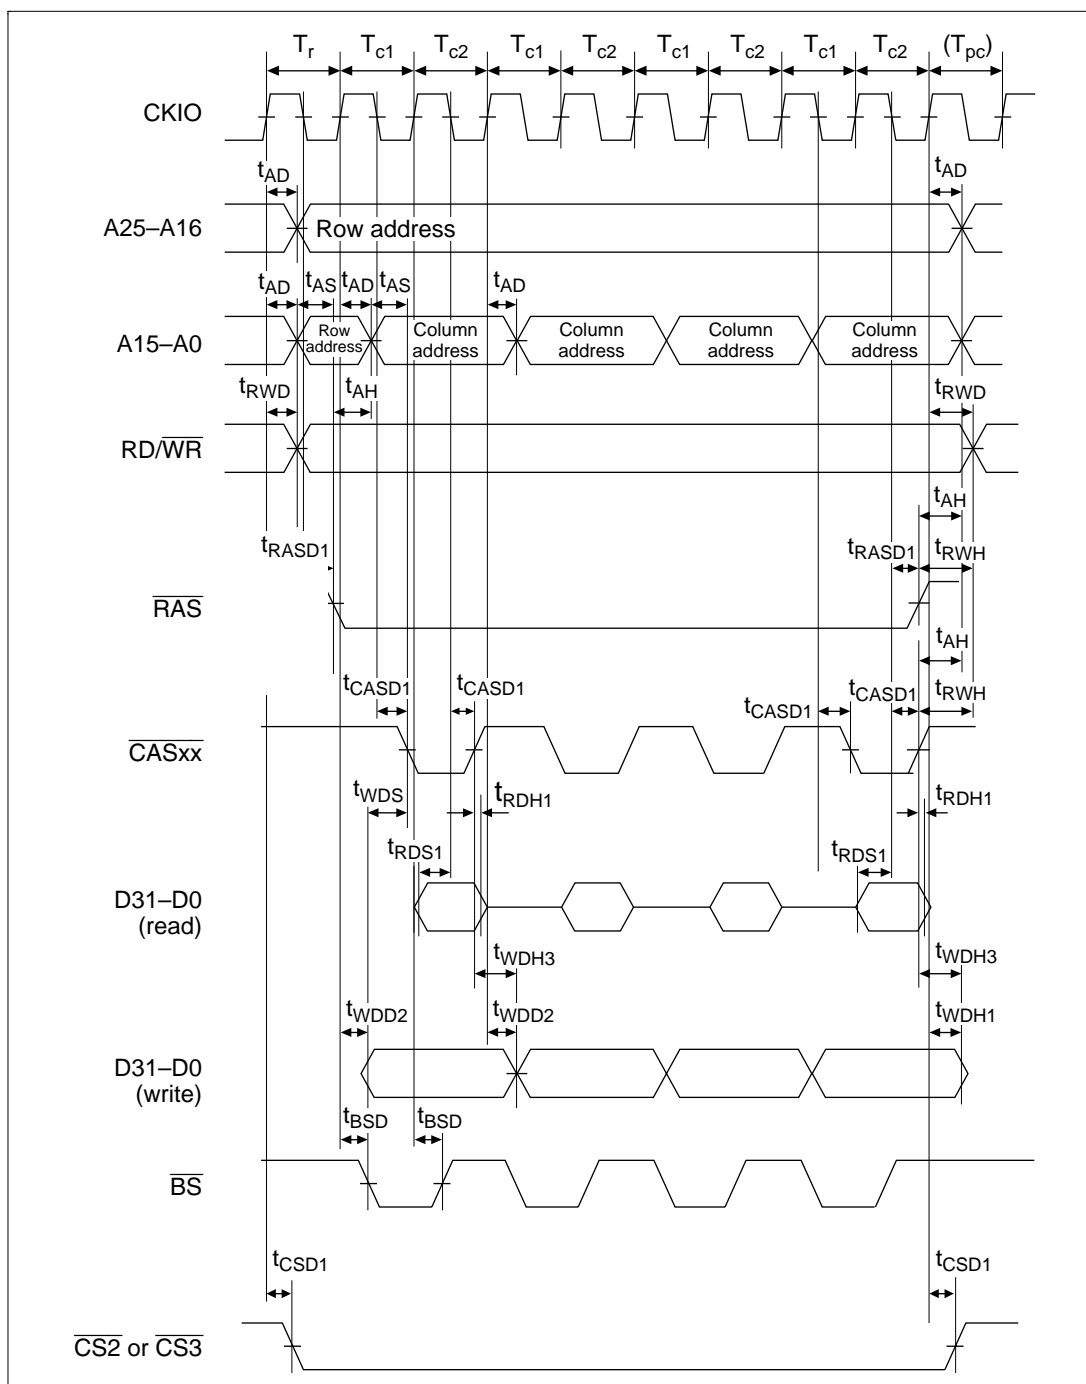 Tr Tc1 Tc2 Tc1 Tc2 Tc1 Tc2 Tc1 Tc2 (Tpc)
CKIO
tAD tAD
A25–A16 Row address
tAD tAS tAD tAS tAD
A15–A0 Row address Column address Column address Column address Column address
tRWD tAH tRWD
RD/WR
tAH
tRASD1 tRASD1 tRWH
RAS
tAH
tCASD1 tCASD1 tCASD1 tCASD1 tRWH
CASxx
tWDS tRDH1 tRDH1
tRDS1 tRDS1
D31–D0
(read)
tWDH3 tWDH3
tWDD2 tWDD2 tWDH1
D31–D0
(write)
tBSD tBSD
BS
tCSD1 tCSD1
CS2 or CS3